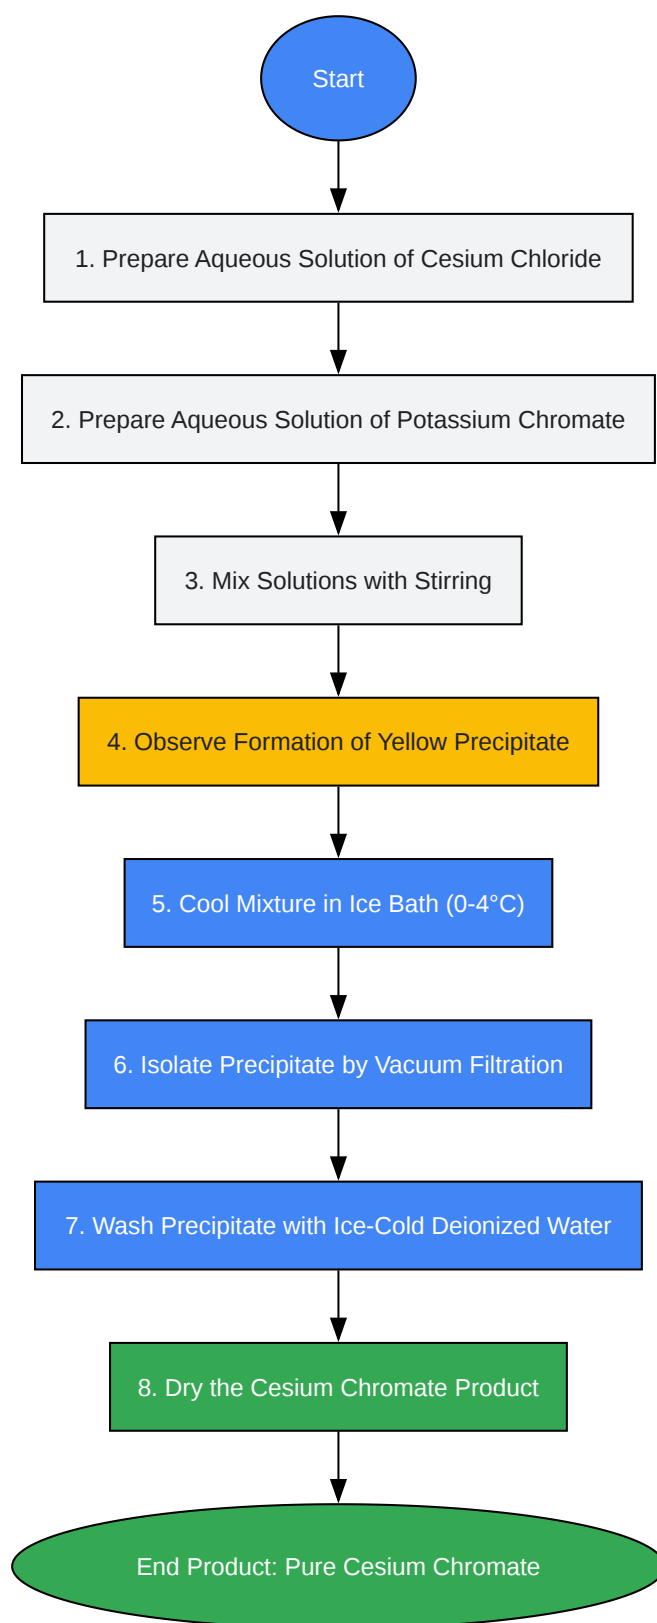 Start
1. Prepare Aqueous Solution of Cesium Chloride
2. Prepare Aqueous Solution of Potassium Chromate
3. Mix Solutions with Stirring
4. Observe Formation of Yellow Precipitate
5. Cool Mixture in Ice Bath (0-4°C)
6. Isolate Precipitate by Vacuum Filtration
7. Wash Precipitate with Ice-Cold Deionized Water
8. Dry the Cesium Chromate Product
End Product: Pure Cesium Chromate